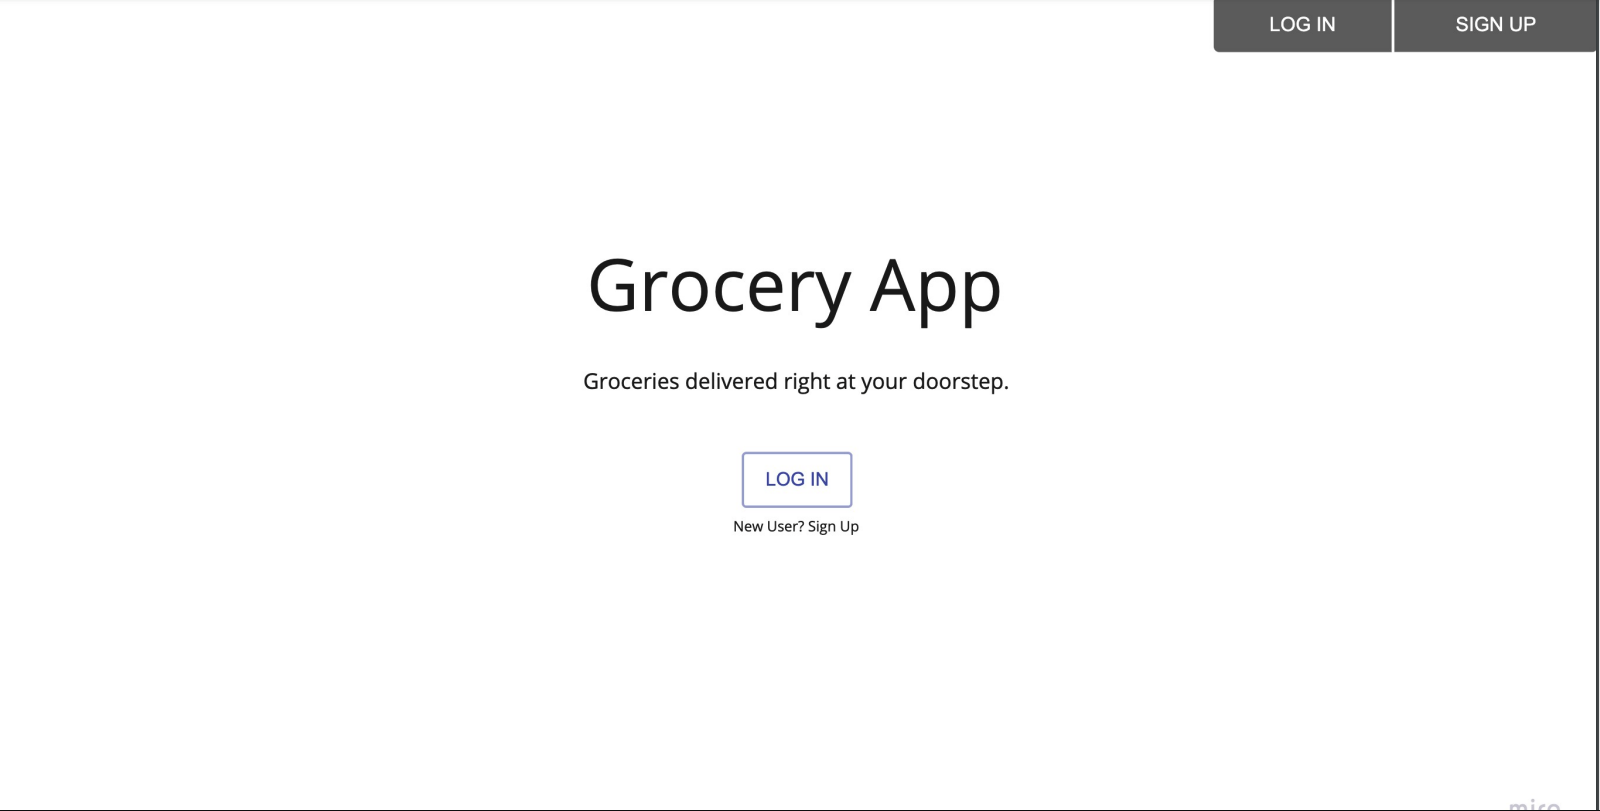 LOG IN SIGN UP
Grocery App
Groceries delivered right at your doorstep.
LOG IN
New User? Sign Up
miro